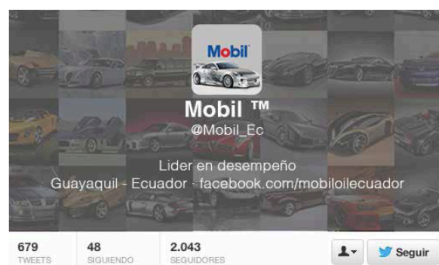 Mobil
Mobil ™
@Mobil_Ec
Lider en desempeño
Guayaquil - Ecuador · facebook.com/mobiloilecuador
679
TWEETS
48
SIGUIENDO
2.043
SEGUIDORES
Seguir